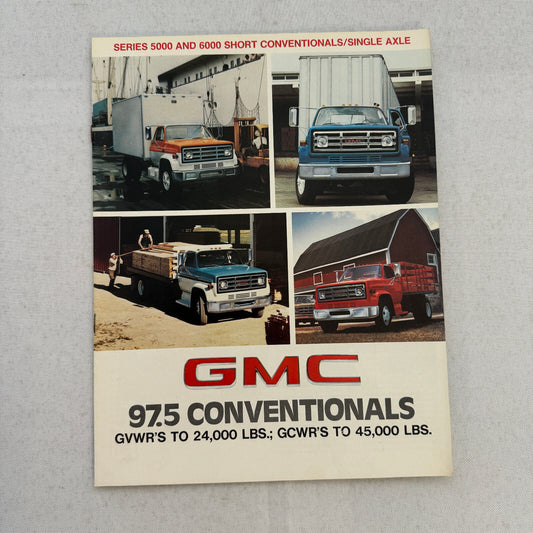 SERIES 5000 AND 6000 SHORT CONVENTIONALS/SINGLE AXLE
GMC
97.5 CONVENTIONALS
GVWR'S TO 24,000 LBS.; GCWR'S TO 45,000 LBS.